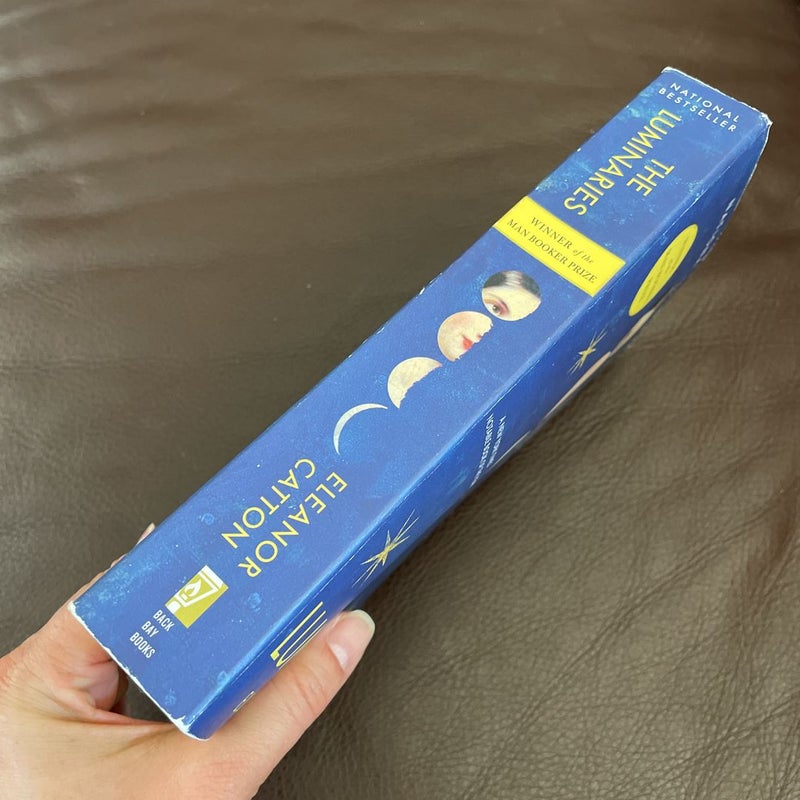 NATIONAL
BESTSELLER
THE
LUMINARIES
WINNER of the
MAN BOOKER PRIZE
ELEANOR
CATTON
BACK
BAY
BOOKS